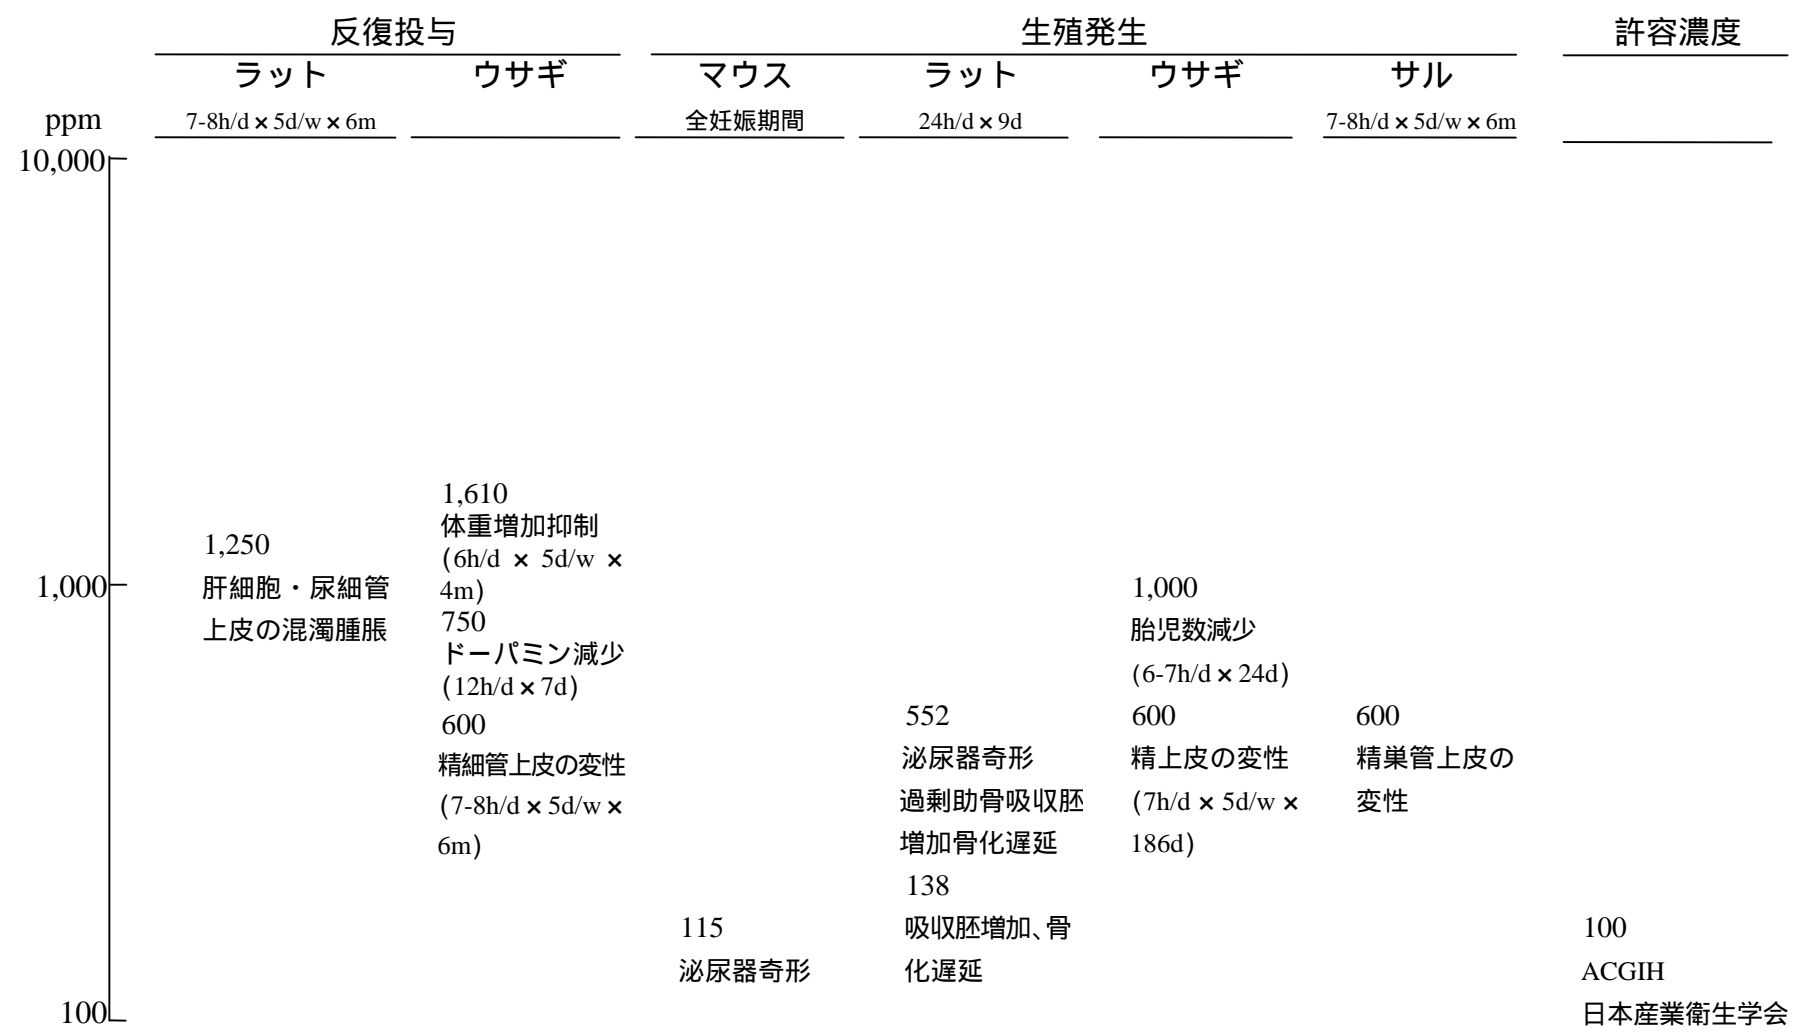 反復投与
生殖発生
許容濃度
ラット
ウサギ
マウス
ラット
ウサギ
サル
ppm
7-8h/d×5d/w×6m
全妊娠期間
24h/d×9d
7-8h/d×5d/w×6m
10,000
1,000
100
1,250
肝細胞・尿細管
上皮の混濁腫脹
1,610
体重増加抑制
(6h/d × 5d/w ×
4m)
750
ドーパミン減少
(12h/d×7d)
600
精細管上皮の変性
(7-8h/d×5d/w×
6m)
115
泌尿器奇形
552
泌尿器奇形
過剰助骨吸収胚
増加骨化遅延
138
吸収胚増加、骨
化遅延
1,000
胎児数減少
(6-7h/d×24d)
600
精上皮の変性
(7h/d×5d/w×
186d)
600
精巣管上皮の
変性
100
ACGIH
日本産業衛生学会